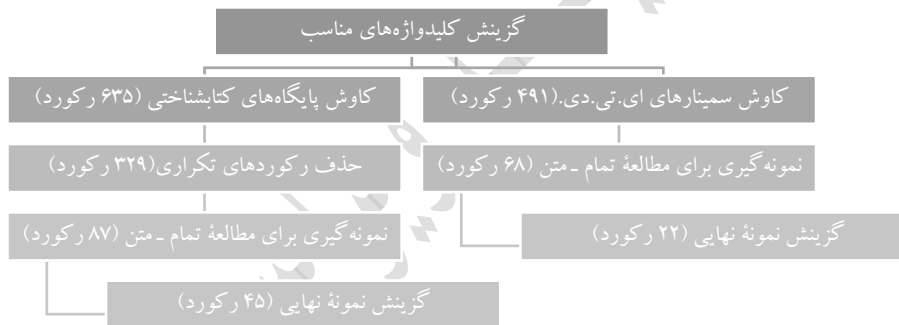 گزینش کلیدواژه‌های مناسب
کاوش سمینارهای ای.تی.دی.(۴۹۱ رکورد)
کاوش پایگاه‌های کتابشناختی (۶۳۵ رکورد)
نمونه‌گیری برای مطالعهٔ تمام ـ متن (۶۸ رکورد)
حذف رکوردهای تکراری(۳۲۹ رکورد)
گزینش نمونهٔ نهایی (۲۲ رکورد)
نمونه‌گیری برای مطالعهٔ تمام ـ متن (۸۷ رکورد)
گزینش نمونهٔ نهایی (۴۵ رکورد)